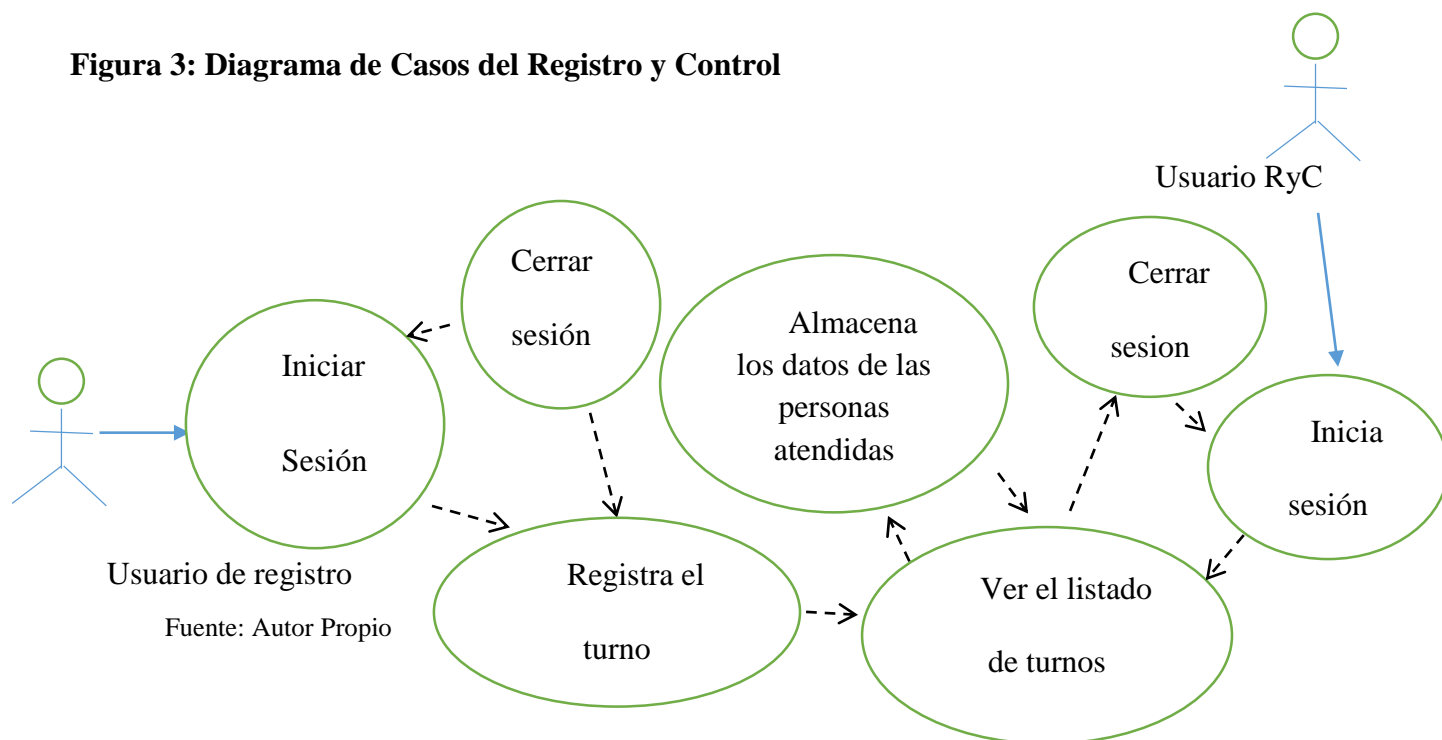 Figura 3: Diagrama de Casos del Registro y Control
Usuario RyC
Cerrar
sesión
Iniciar
Sesión
Almacena
los datos de las
personas
atendidas
Cerrar
sesion
Inicia
sesión
Usuario de registro
Fuente: Autor Propio
Registra el
turno
Ver el listado
de turnos